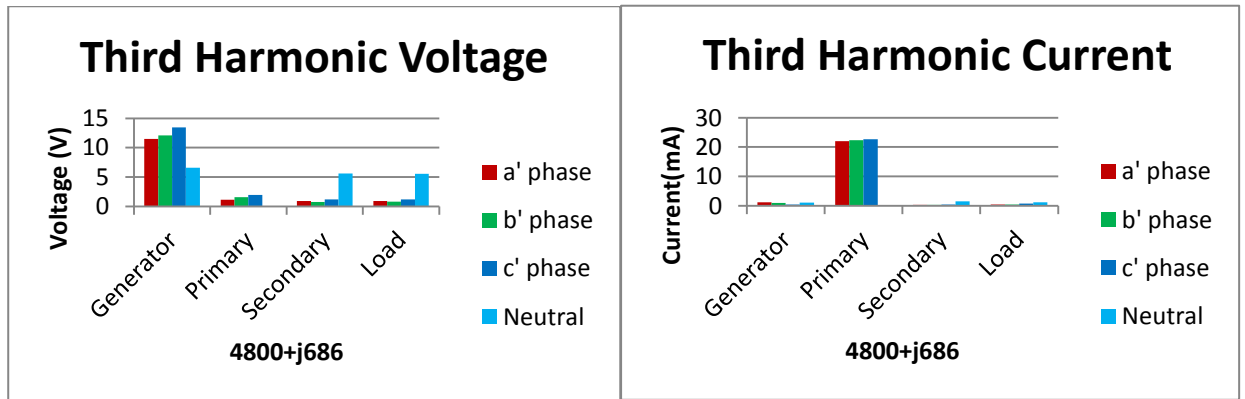 Third Harmonic Voltage
Voltage (V)
15
10
5
0
Generator
Primary
Secondary
Load
4800+j686
a' phase
b' phase
c' phase
Neutral
Third Harmonic Current
Current(mA)
30
20
10
0
Generator
Primary
Secondary
Load
4800+j686
a' phase
b' phase
c' phase
Neutral